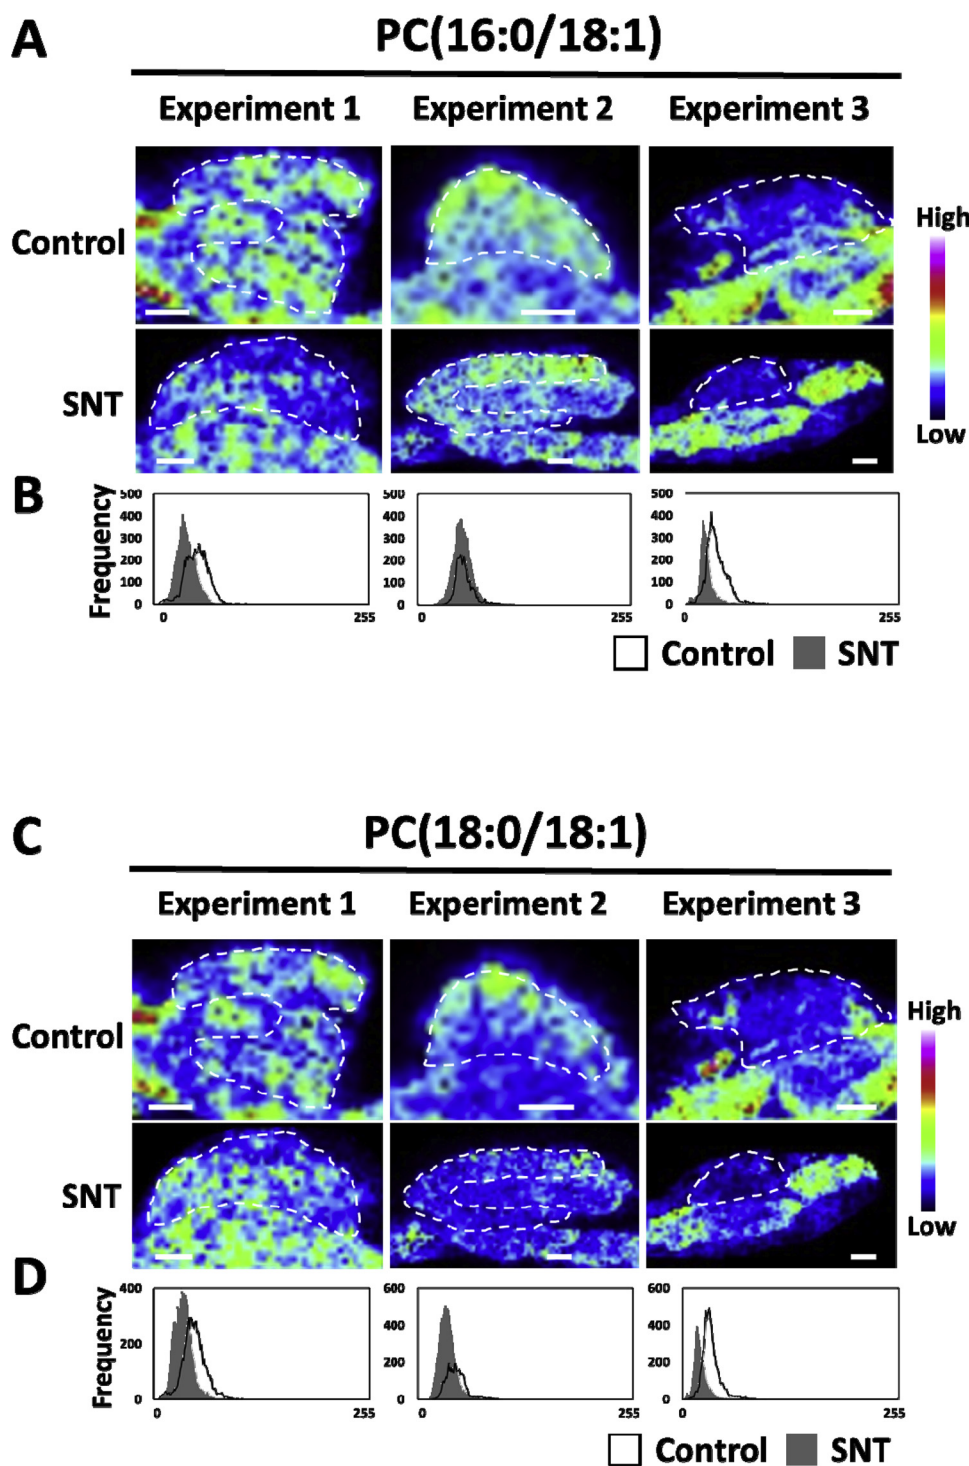 A
PC(16:0/18:1)
Experiment 1 Experiment 2 Experiment 3
Control
High
SNT
Low
B
Frequency
500 500 500
400 400 400
300 300 300
200 200 200
100 100 100
0 0 0
0 255 0 255 0 255
Control SNT
C
PC(18:0/18:1)
Experiment 1 Experiment 2 Experiment 3
Control
High
SNT
Low
D
Frequency
400 600 600
400 400
200 200 200
0 0 0
0 255 0 255 0 255
Control SNT